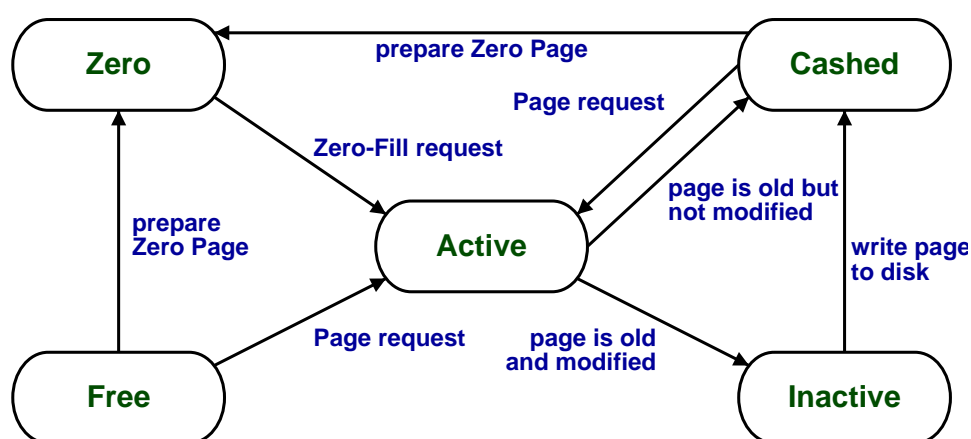 prepare Zero Page
Zero
Cashed
Page request
Zero-Fill request
page is old but
not modified
prepare
Zero Page
Active
write page
to disk
Page request
page is old
and modified
Free
Inactive